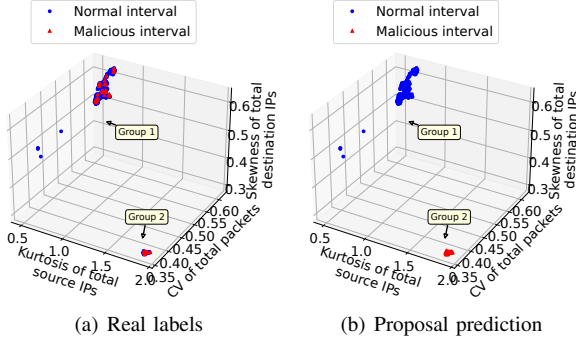 Normal interval
Malicious interval
Group 1
Group 2
0.6
0.5
0.4
0.3
Skewness of total
destination IPs
0.60
0.55
0.50
0.45
0.40
0.35
CV of total packets
0.5
1.0
1.5
2.0
Kurtosis of total
source IPs
(a) Real labels
Normal interval
Malicious interval
Group 1
Group 2
0.6
0.5
0.4
0.3
Skewness of total
destination IPs
0.60
0.55
0.50
0.45
0.40
0.35
CV of total packets
0.5
1.0
1.5
2.0
Kurtosis of total
source IPs
(b) Proposal prediction